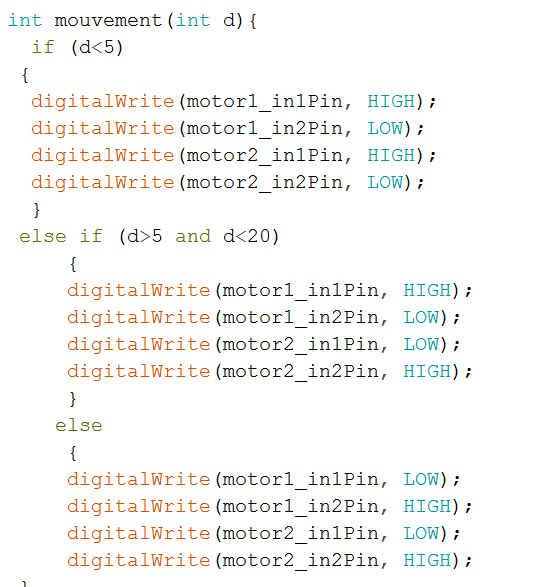 int mouvement(int d){
if (d<5)
{
digitalWrite(motor1_in1Pin, HIGH);
digitalWrite(motor1_in2Pin, LOW);
digitalWrite(motor2_in1Pin, HIGH);
digitalWrite(motor2_in2Pin, LOW);
}
else if (d>5 and d<20)
{
digitalWrite(motor1_in1Pin, HIGH);
digitalWrite(motor1_in2Pin, LOW);
digitalWrite(motor2_in1Pin, LOW);
digitalWrite(motor2_in2Pin, HIGH);
}
else
{
digitalWrite(motor1_in1Pin, LOW);
digitalWrite(motor1_in2Pin, HIGH);
digitalWrite(motor2_in1Pin, LOW);
digitalWrite(motor2_in2Pin, HIGH);
}